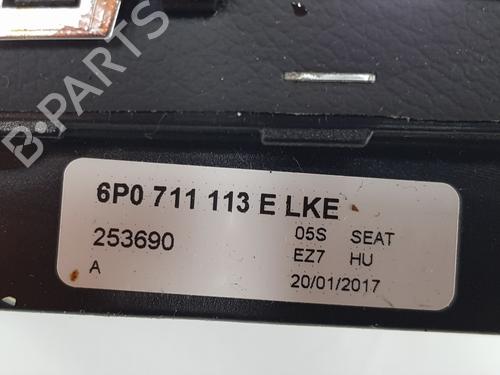 B-PARTS
6P0 711 113 E LKE
253690 05S SEAT
A EZ7 HU
20/01/2017